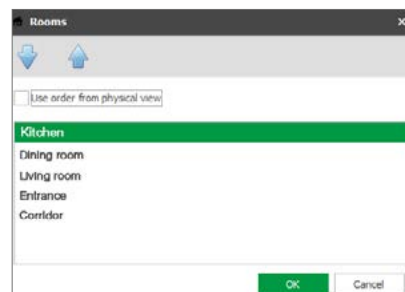 Rooms
Use order from physical view
Kitchen
Dining room
Living room
Entrance
Corridor
OK Cancel